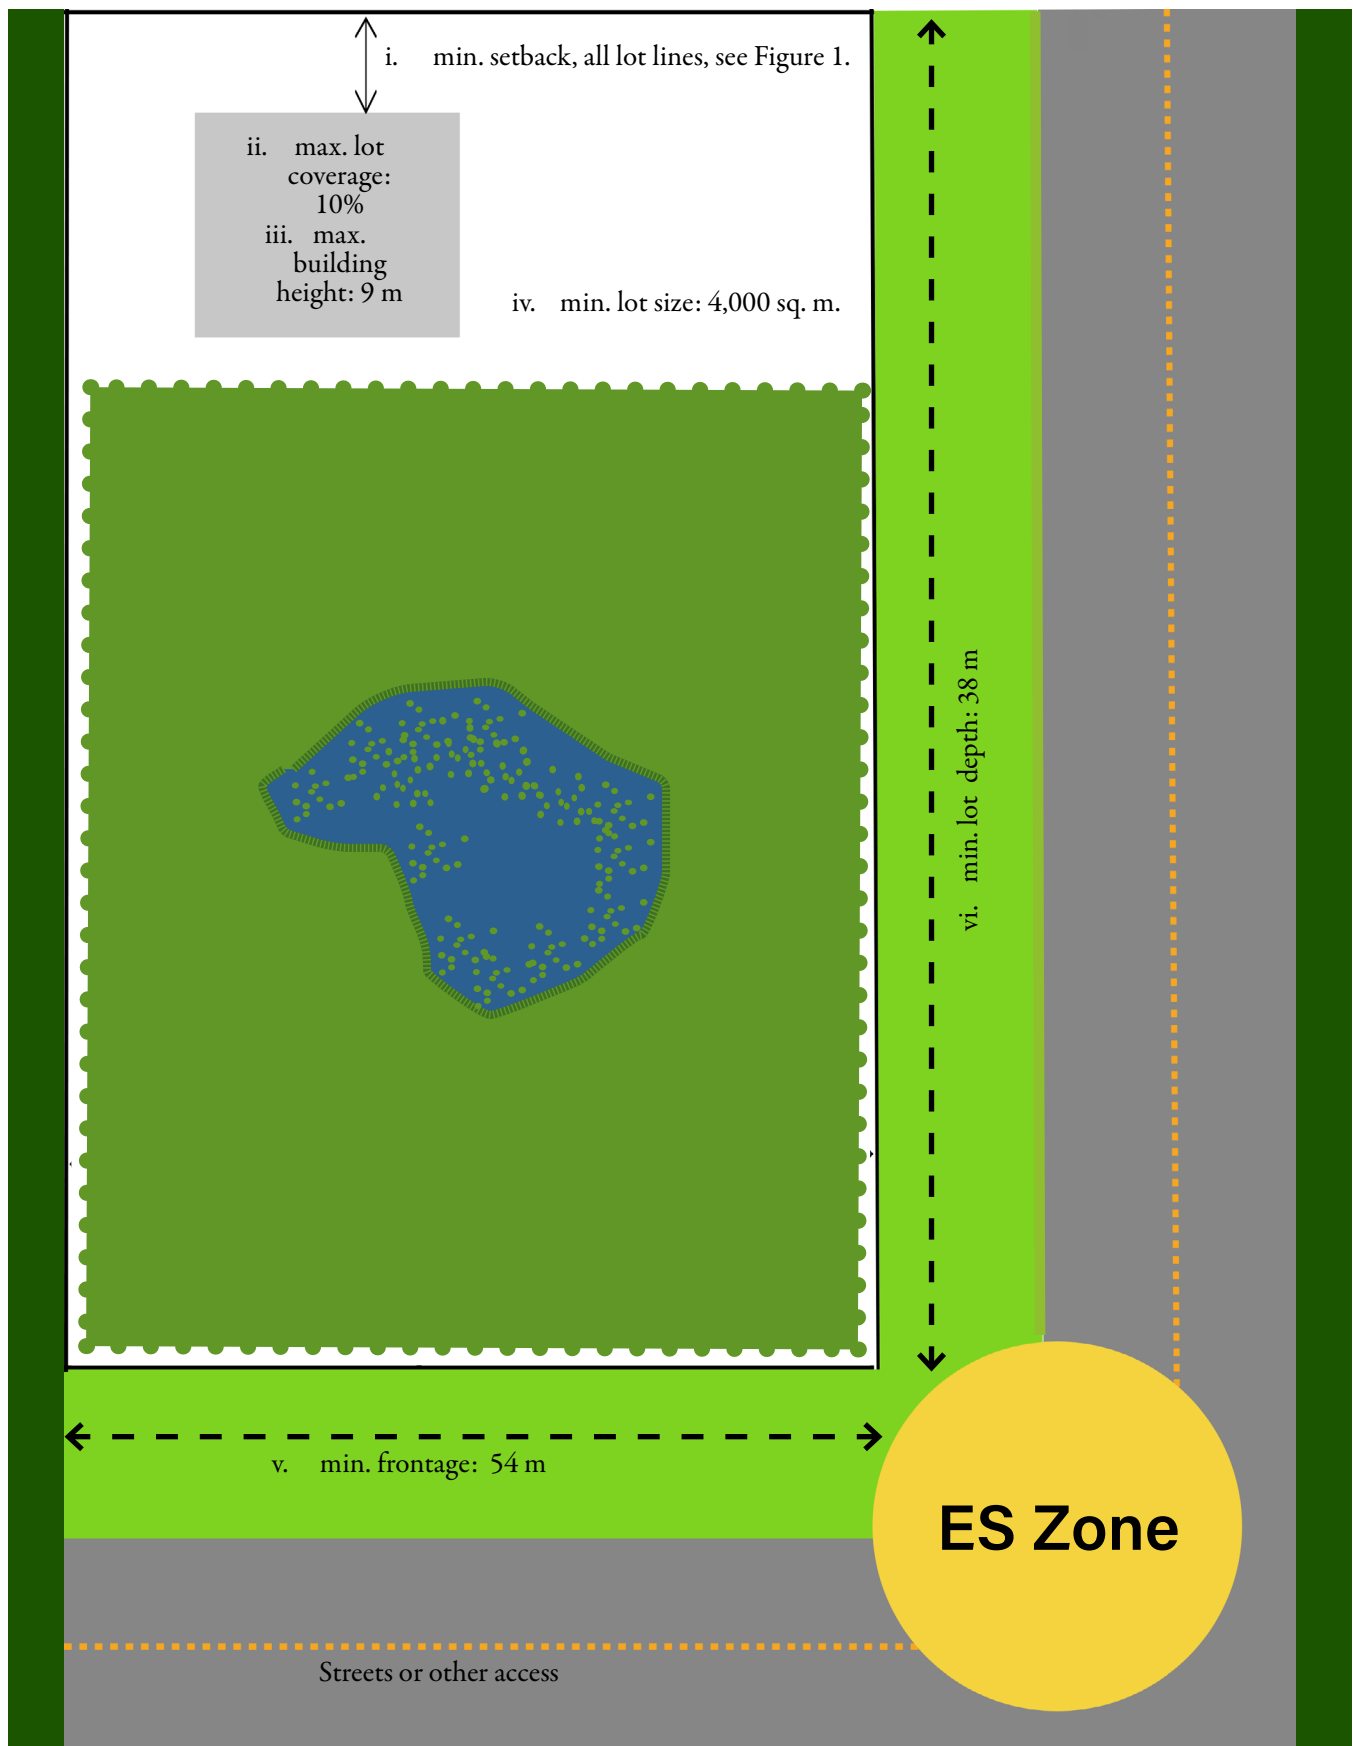 i. min. setback, all lot lines, see Figure 1.
ii. max. lot
coverage:
10%
iii. max.
building
height: 9 m
iv. min. lot size: 4,000 sq. m.
vi. min. lot depth: 38 m
v. min. frontage: 54 m
ES Zone
Streets or other access